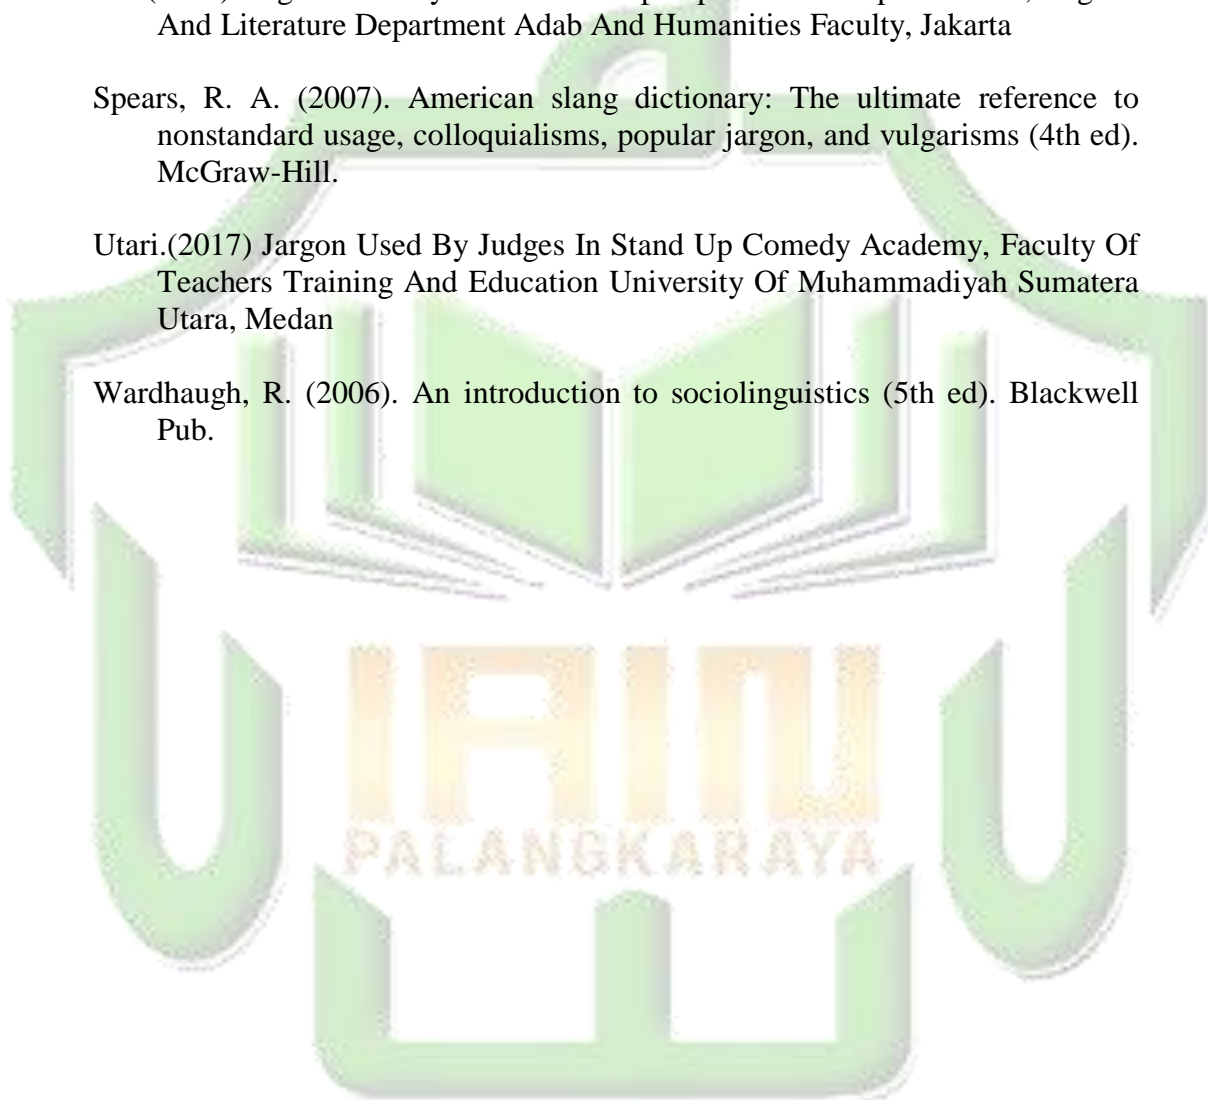 And Literature Department Adab And Humanities Faculty, Jakarta
Spears, R. A. (2007). American slang dictionary: The ultimate reference to
nonstandard usage, colloquialisms, popular jargon, and vulgarisms (4th ed).
McGraw-Hill.
Utari.(2017) Jargon Used By Judges In Stand Up Comedy Academy, Faculty Of
Teachers Training And Education University Of Muhammadiyah Sumatera
Utara, Medan
Wardhaugh, R. (2006). An introduction to sociolinguistics (5th ed). Blackwell
Pub.
IAIN
PALANGKARAYA